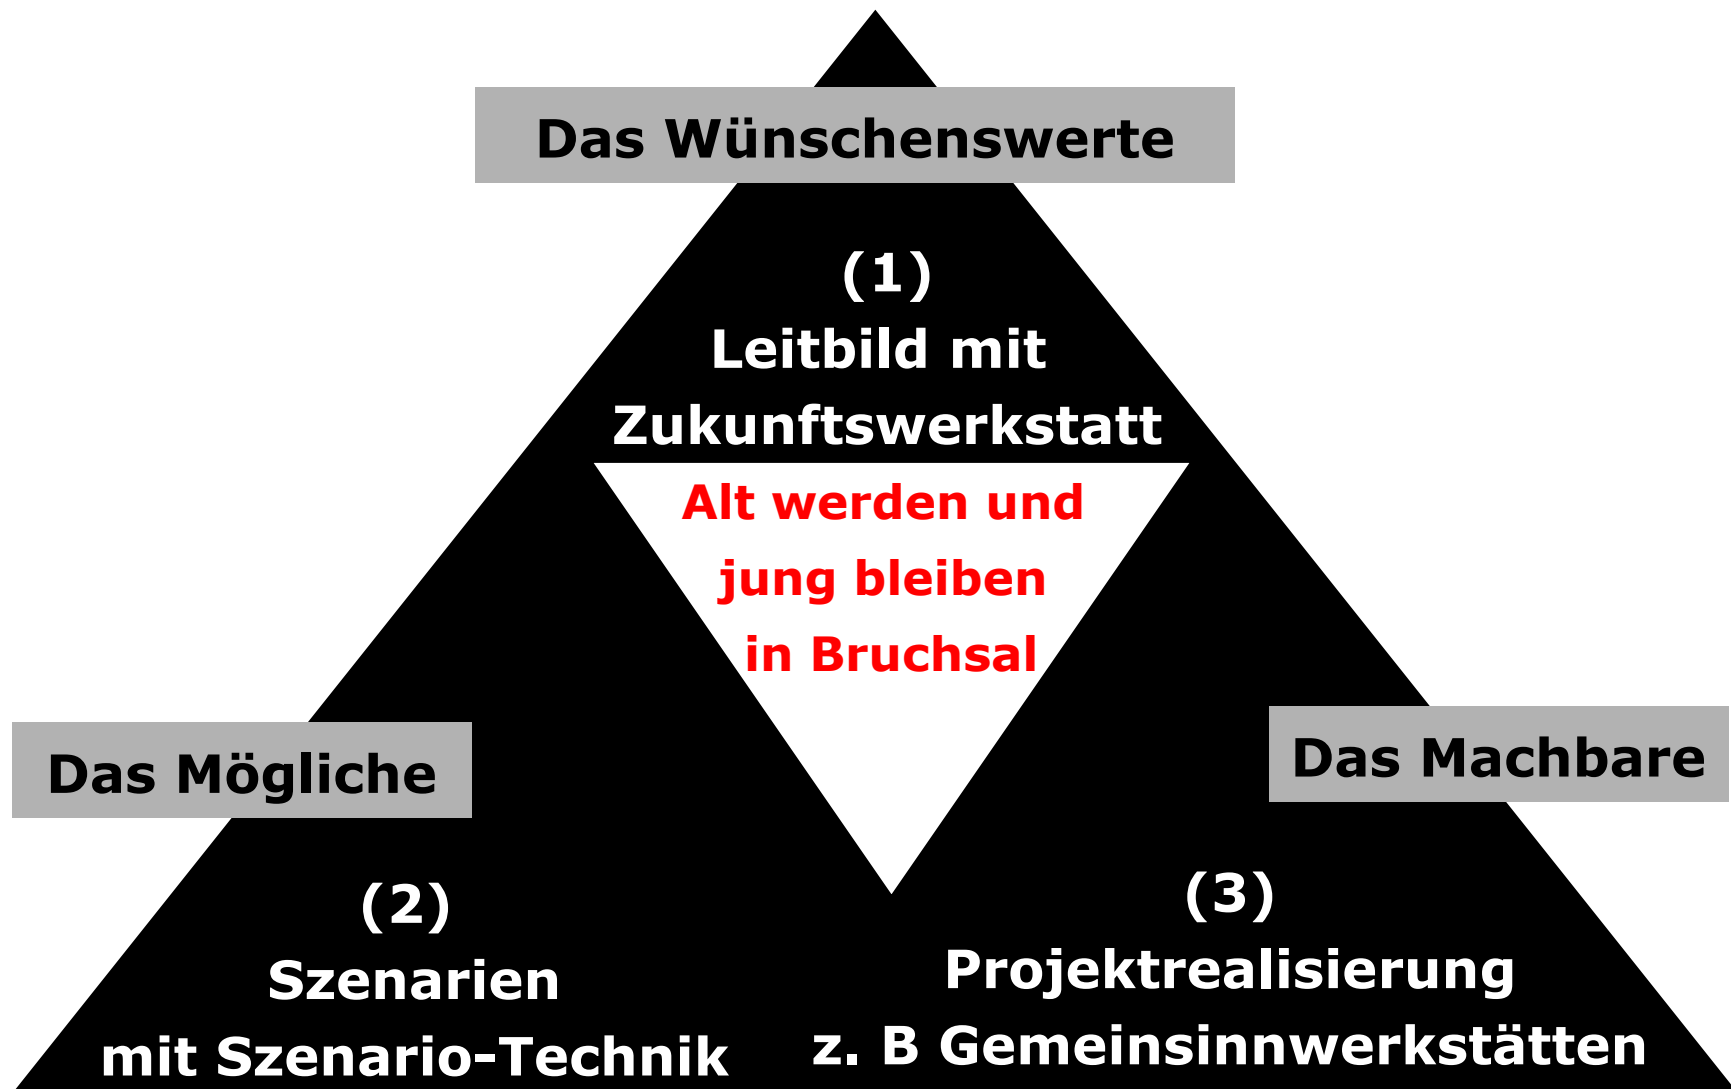 Das Wünschenswerte
(1)
Leitbild mit
Zukunftswerkstatt
Alt werden und
jung bleiben
in Bruchsal
Das Mögliche
Das Machbare
(2)
Szenarien
mit Szenario-Technik
(3)
Projektrealisierung
z. B Gemeinsinnwerkstätten